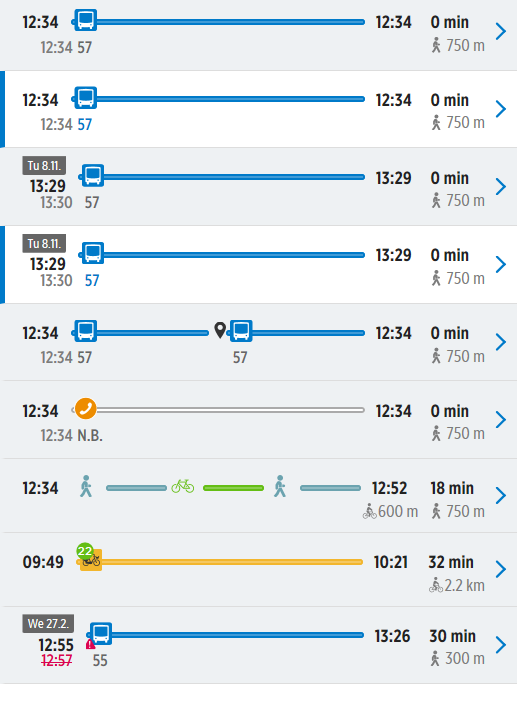 12:34 12:34 0 min
12:34 57 750 m
12:34 12:34 0 min
12:34 57 750 m
Tu 8.11.
13:29 13:29 0 min
13:30 57 750 m
Tu 8.11.
13:29 13:29 0 min
13:30 57 750 m
12:34 12:34 0 min
12:34 57 57 750 m
12:34 12:34 0 min
12:34 N.B. 750 m
12:34 12:52 18 min
600 m 750 m
22
09:49 10:21 32 min
2.2 km
We 27.2.
12:55 13:26 30 min
12:57 55 300 m